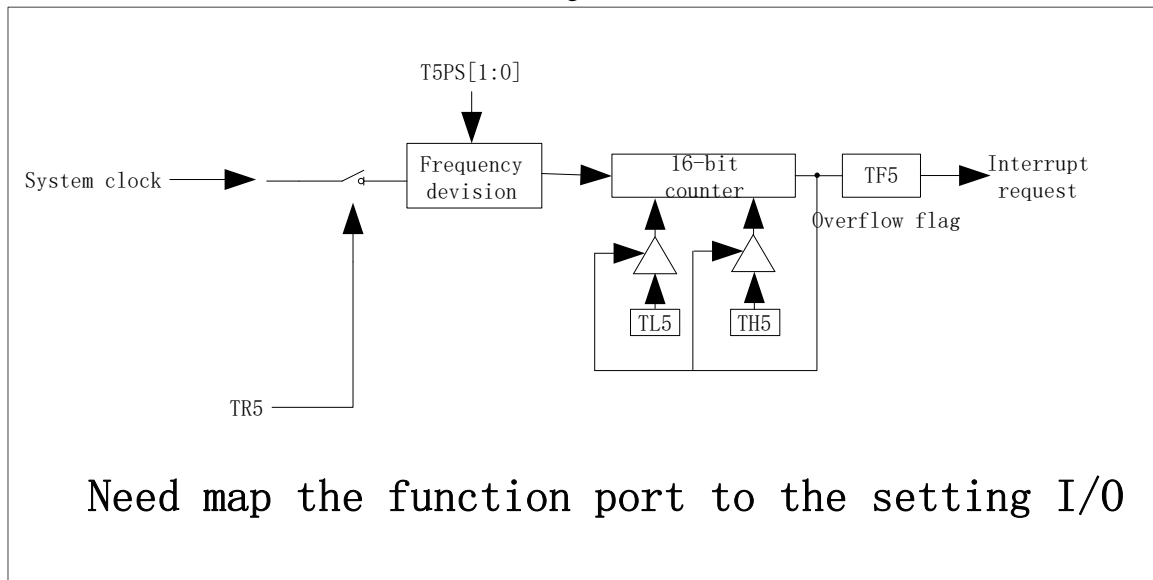 T5PS[1:0]
System clock
Frequency
devision
16-bit
counter
TF5
Interrupt
request
Overflow flag
TL5
TH5
TR5
Need map the function port to the setting I/O